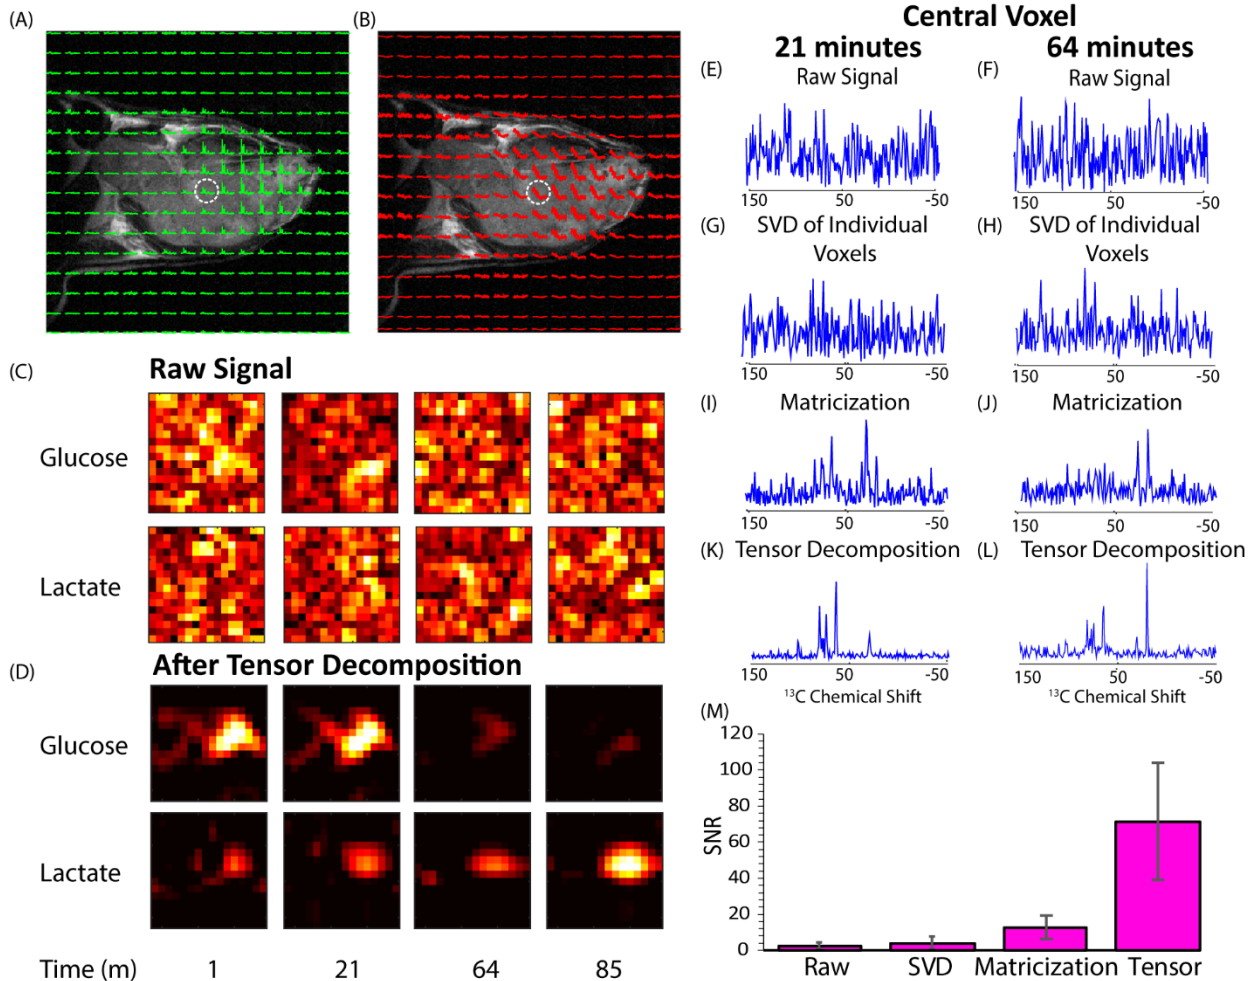 (A)
(B)
Central Voxel
21 minutes
64 minutes
(E)
Raw Signal
(F)
Raw Signal
150
50
-50
150
50
-50
(G)
SVD of Individual
Voxels
(H)
SVD of Individual
Voxels
150
50
-50
150
50
-50
(C)
Raw Signal
Glucose
Lactate
(I)
Matricization
(J)
Matricization
150
50
-50
150
50
-50
(K)
Tensor Decomposition
(L)
Tensor Decomposition
150
50
-50
150
50
-50
¹³C Chemical Shift
¹³C Chemical Shift
(D)
After Tensor Decomposition
Glucose
Lactate
Time (m)
1
21
64
85
(M)
SNR
120
100
80
60
40
20
0
Raw
SVD
Matricization
Tensor